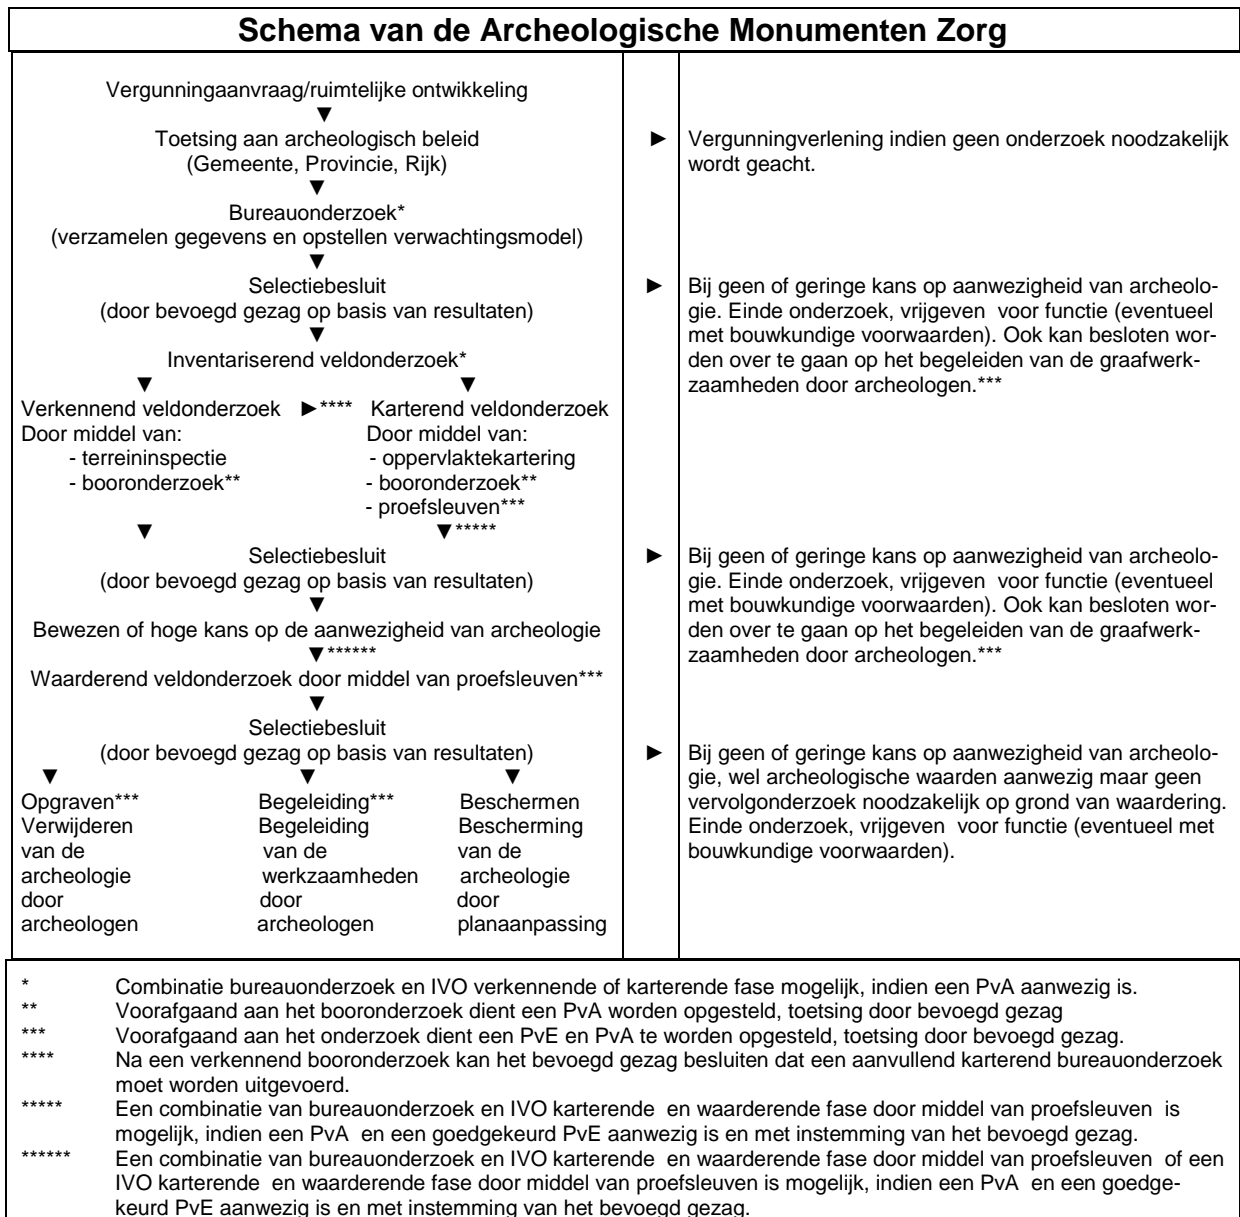 Schema van de Archeologische Monumenten Zorg
Vergunningaanvraag/ruimtelijke ontwikkeling
▼
Toetsing aan archeologisch beleid
(Gemeente, Provincie, Rijk)
► Vergunningverlening indien geen onderzoek noodzakelijk
wordt geacht.
▼
Bureauonderzoek*
(verzamelen gegevens en opstellen verwachtingsmodel)
▼
Selectiebesluit
(door bevoegd gezag op basis van resultaten)
► Bij geen of geringe kans op aanwezigheid van archeolo-
gie. Einde onderzoek, vrijgeven voor functie (eventueel
met bouwkundige voorwaarden). Ook kan besloten wor-
den over te gaan op het begeleiden van de graafwerk-
zaamheden door archeologen.***
▼
Inventariserend veldonderzoek*
▼ ▼
Verkennend veldonderzoek ►**** Karterend veldonderzoek
Door middel van: Door middel van:
- terreininspectie - oppervlaktekartering
- booronderzoek** - booronderzoek**
- proefsleuven***
▼ ▼*****
Selectiebesluit
(door bevoegd gezag op basis van resultaten)
► Bij geen of geringe kans op aanwezigheid van archeolo-
gie. Einde onderzoek, vrijgeven voor functie (eventueel
met bouwkundige voorwaarden). Ook kan besloten wor-
den over te gaan op het begeleiden van de graafwerk-
zaamheden door archeologen.***
▼
Bewezen of hoge kans op de aanwezigheid van archeologie
▼******
Waarderend veldonderzoek door middel van proefsleuven***
▼
Selectiebesluit
(door bevoegd gezag op basis van resultaten)
► Bij geen of geringe kans op aanwezigheid van archeolo-
gie, wel archeologische waarden aanwezig maar geen
vervolgonderzoek noodzakelijk op grond van waardering.
Einde onderzoek, vrijgeven voor functie (eventueel met
bouwkundige voorwaarden).
▼ ▼ ▼
Opgraven*** Begeleiding*** Beschermen
Verwijderen Begeleiding Bescherming
van de van de van de
archeologie werkzaamheden archeologie
door door door
archeologen archeologen planaanpassing
* Combinatie bureauonderzoek en IVO verkennende of karterende fase mogelijk, indien een PvA aanwezig is.
** Voorafgaand aan het booronderzoek dient een PvA worden opgesteld, toetsing door bevoegd gezag
*** Voorafgaand aan het onderzoek dient een PvE en PvA te worden opgesteld, toetsing door bevoegd gezag.
**** Na een verkennend booronderzoek kan het bevoegd gezag besluiten dat een aanvullend karterend bureauonderzoek
moet worden uitgevoerd.
***** Een combinatie van bureauonderzoek en IVO karterende en waarderende fase door middel van proefsleuven is
mogelijk, indien een PvA en een goedgekeurd PvE aanwezig is en met instemming van het bevoegd gezag.
****** Een combinatie van bureauonderzoek en IVO karterende en waarderende fase door middel van proefsleuven of een
IVO karterende en waarderende fase door middel van proefsleuven is mogelijk, indien een PvA en een goedge-
keurd PvE aanwezig is en met instemming van het bevoegd gezag.